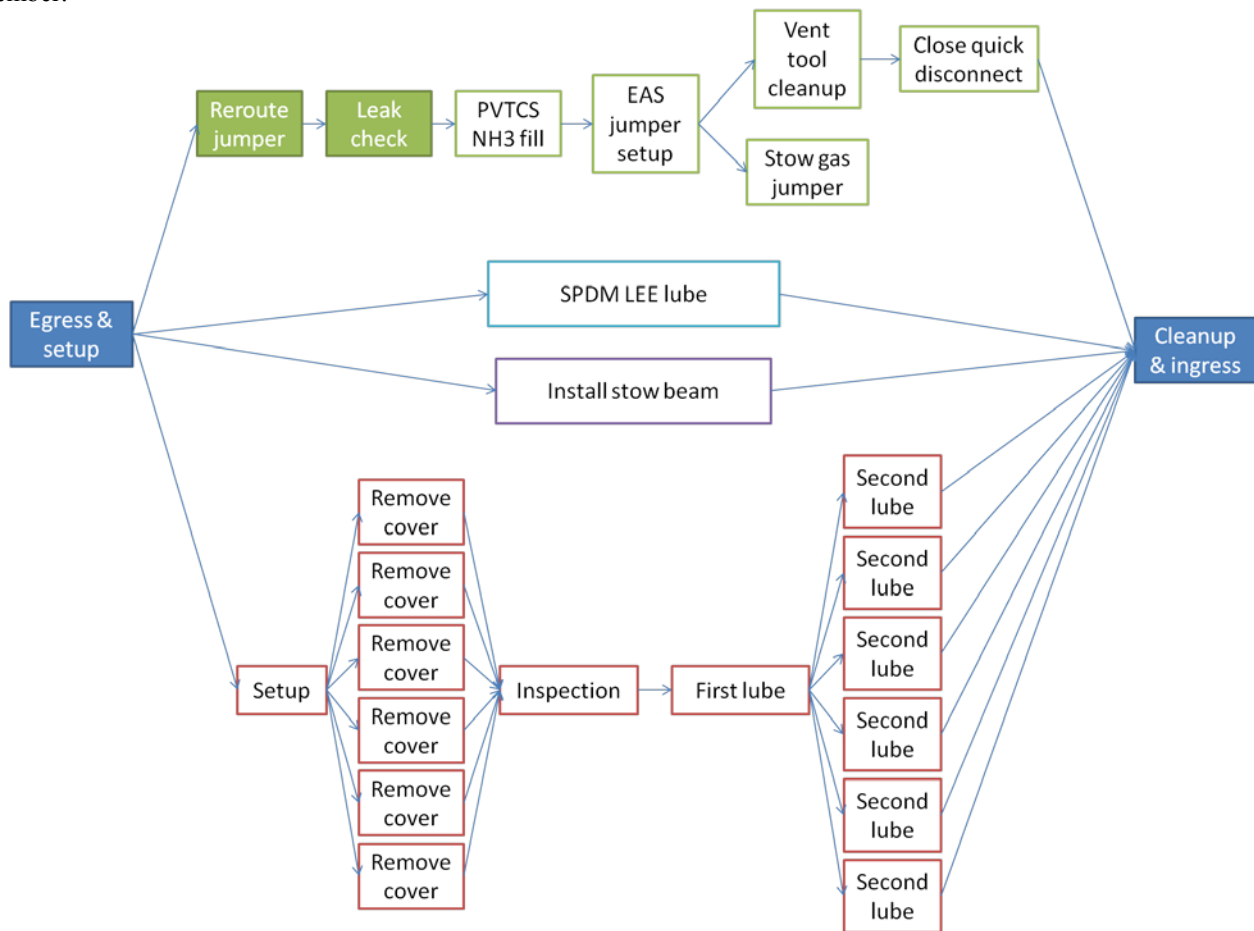 Vent
tool
cleanup
Close quick
disconnect
Reroute
jumper
Leak
check
PVTCS
NH3 fill
EAS
jumper
setup
Stow gas
jumper
SPDM LEE lube
Egress &
setup
Install stow beam
Cleanup
& ingress
Remove
cover
Remove
cover
Remove
cover
Remove
cover
Remove
cover
Remove
cover
Setup
Inspection
First lube
Second
lube
Second
lube
Second
lube
Second
lube
Second
lube
Second
lube